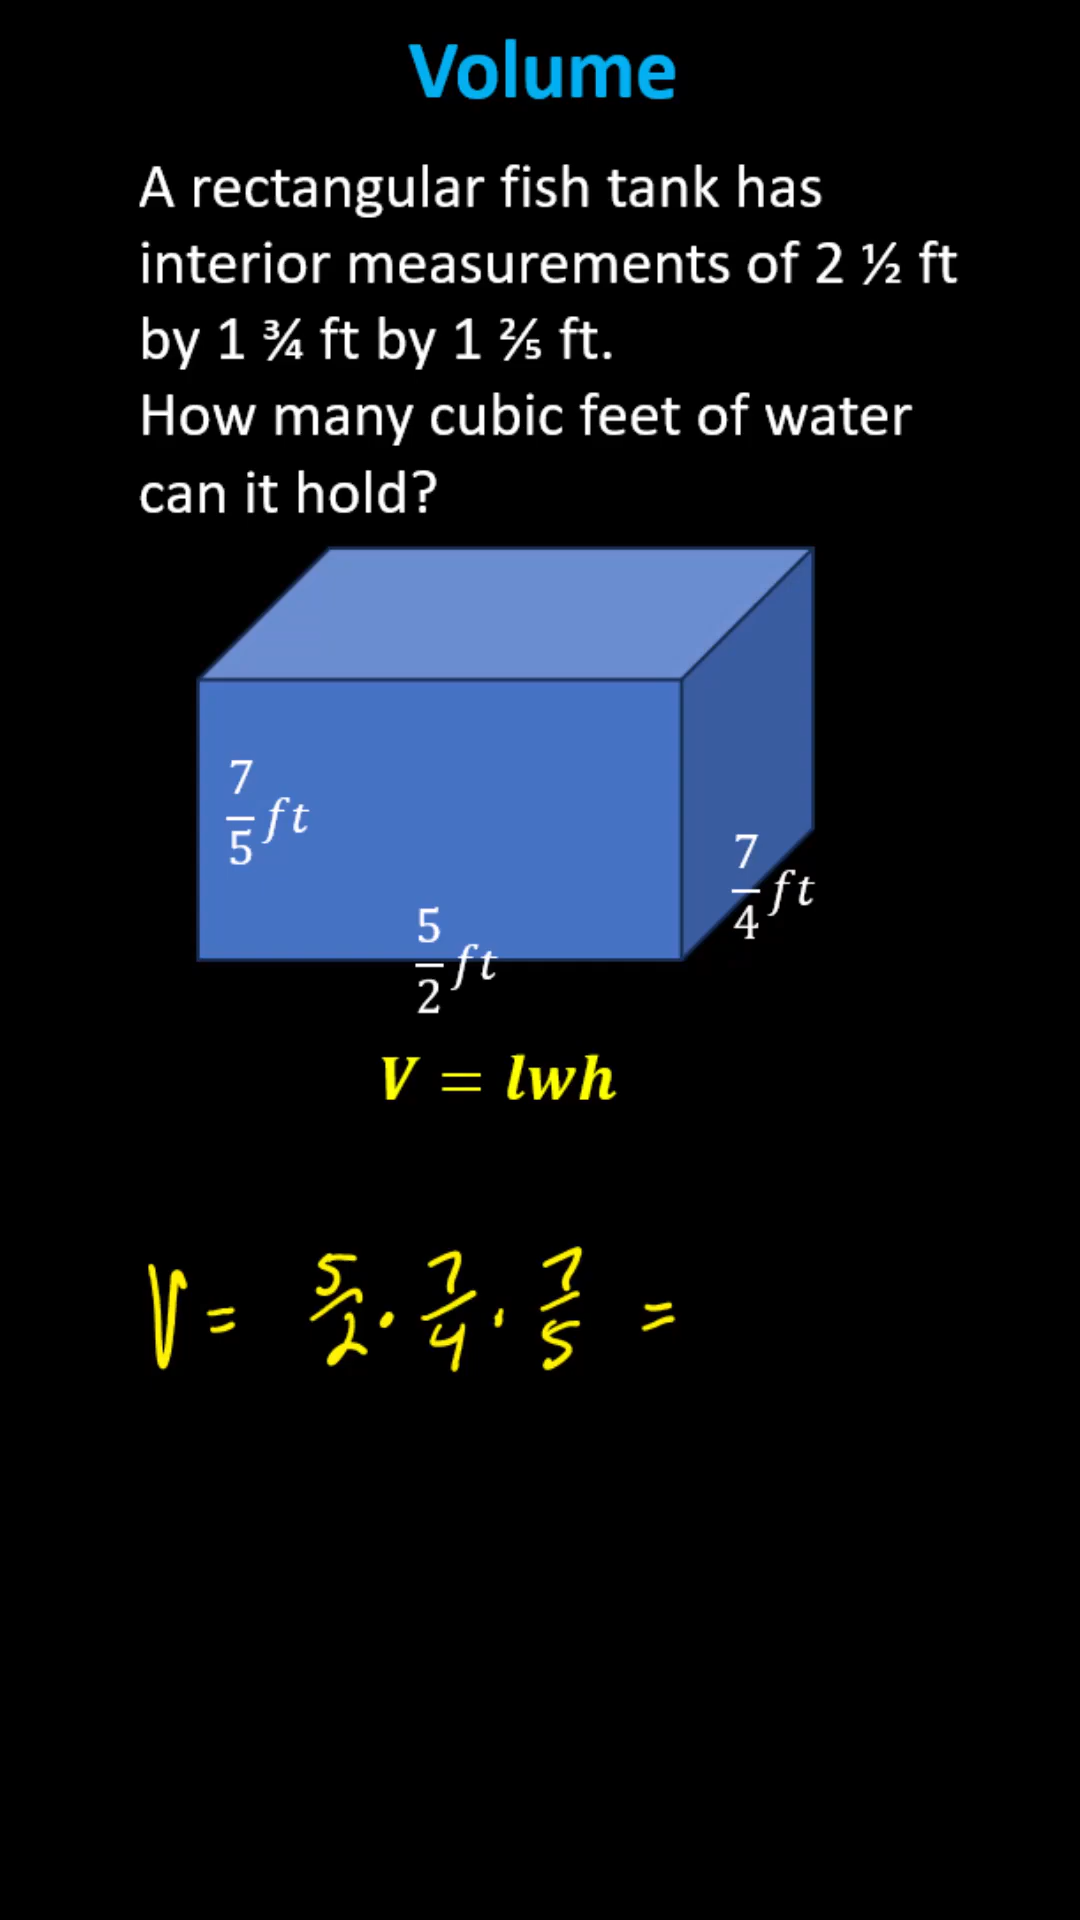 Volume
A rectangular fish tank has
interior measurements of 2 ½ ft
by 1 ¾ ft by 1 ⅖ ft.
How many cubic feet of water
can it hold?
7/5 ft
7/4 ft
5/2 ft
V = lwh
V = 5/2 · 7/4 · 7/5 =